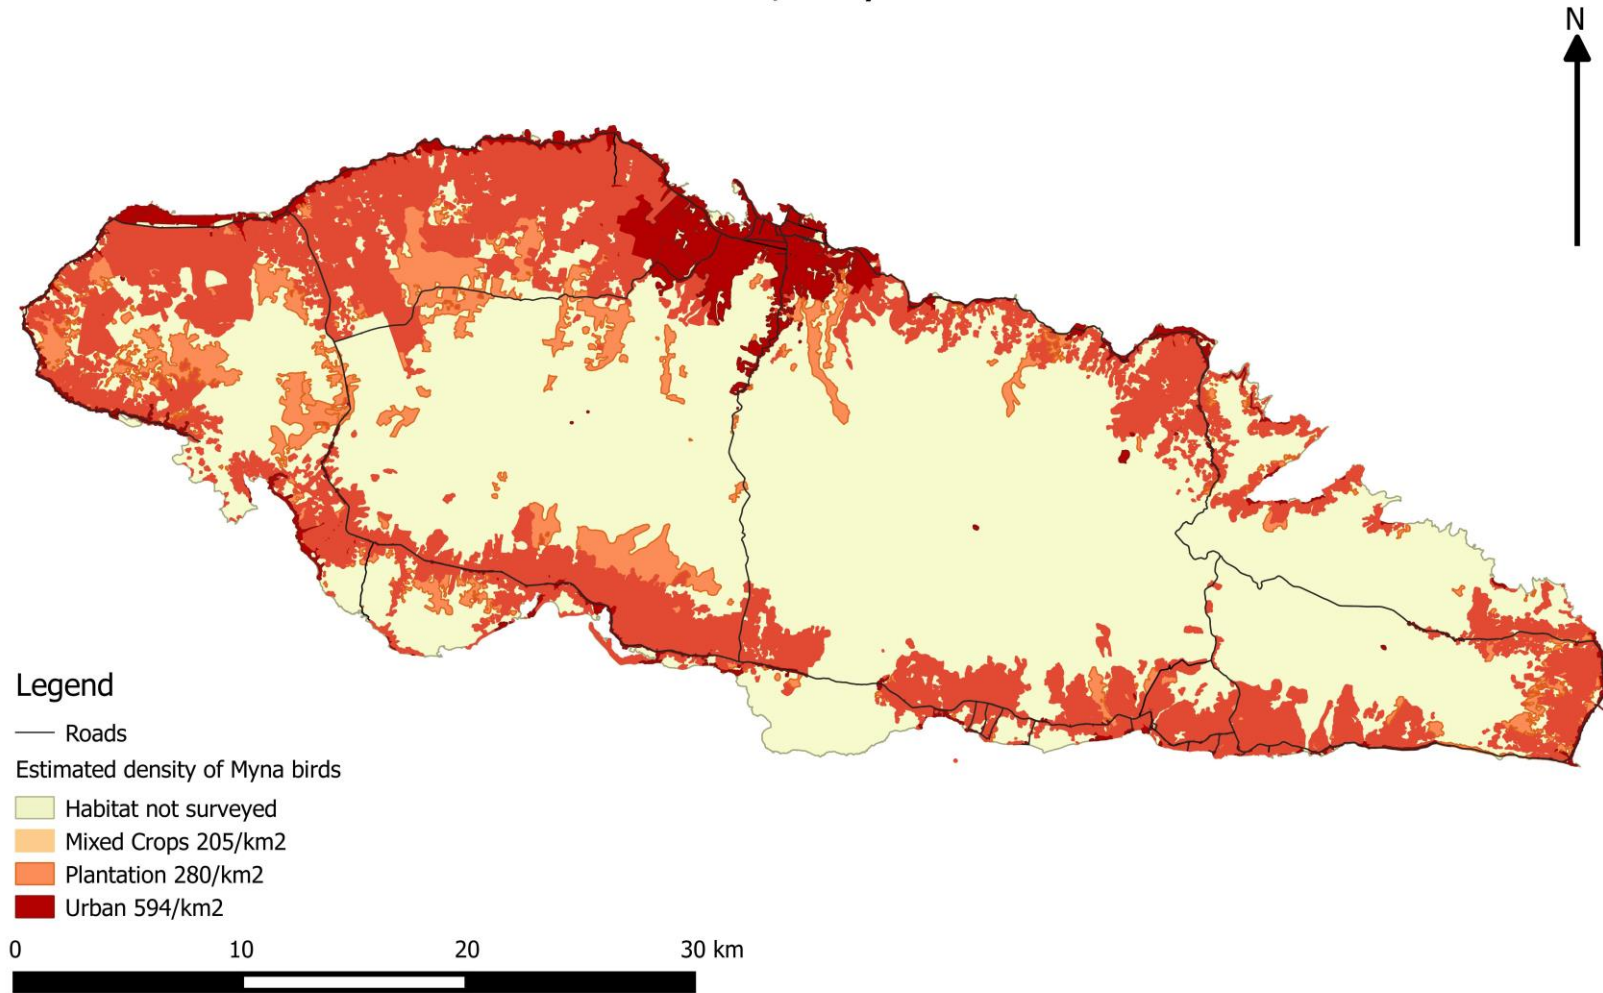 N
Legend
Roads
Estimated density of Myna birds
Habitat not surveyed
Mixed Crops 205/km2
Plantation 280/km2
Urban 594/km2
0 10 20 30 km